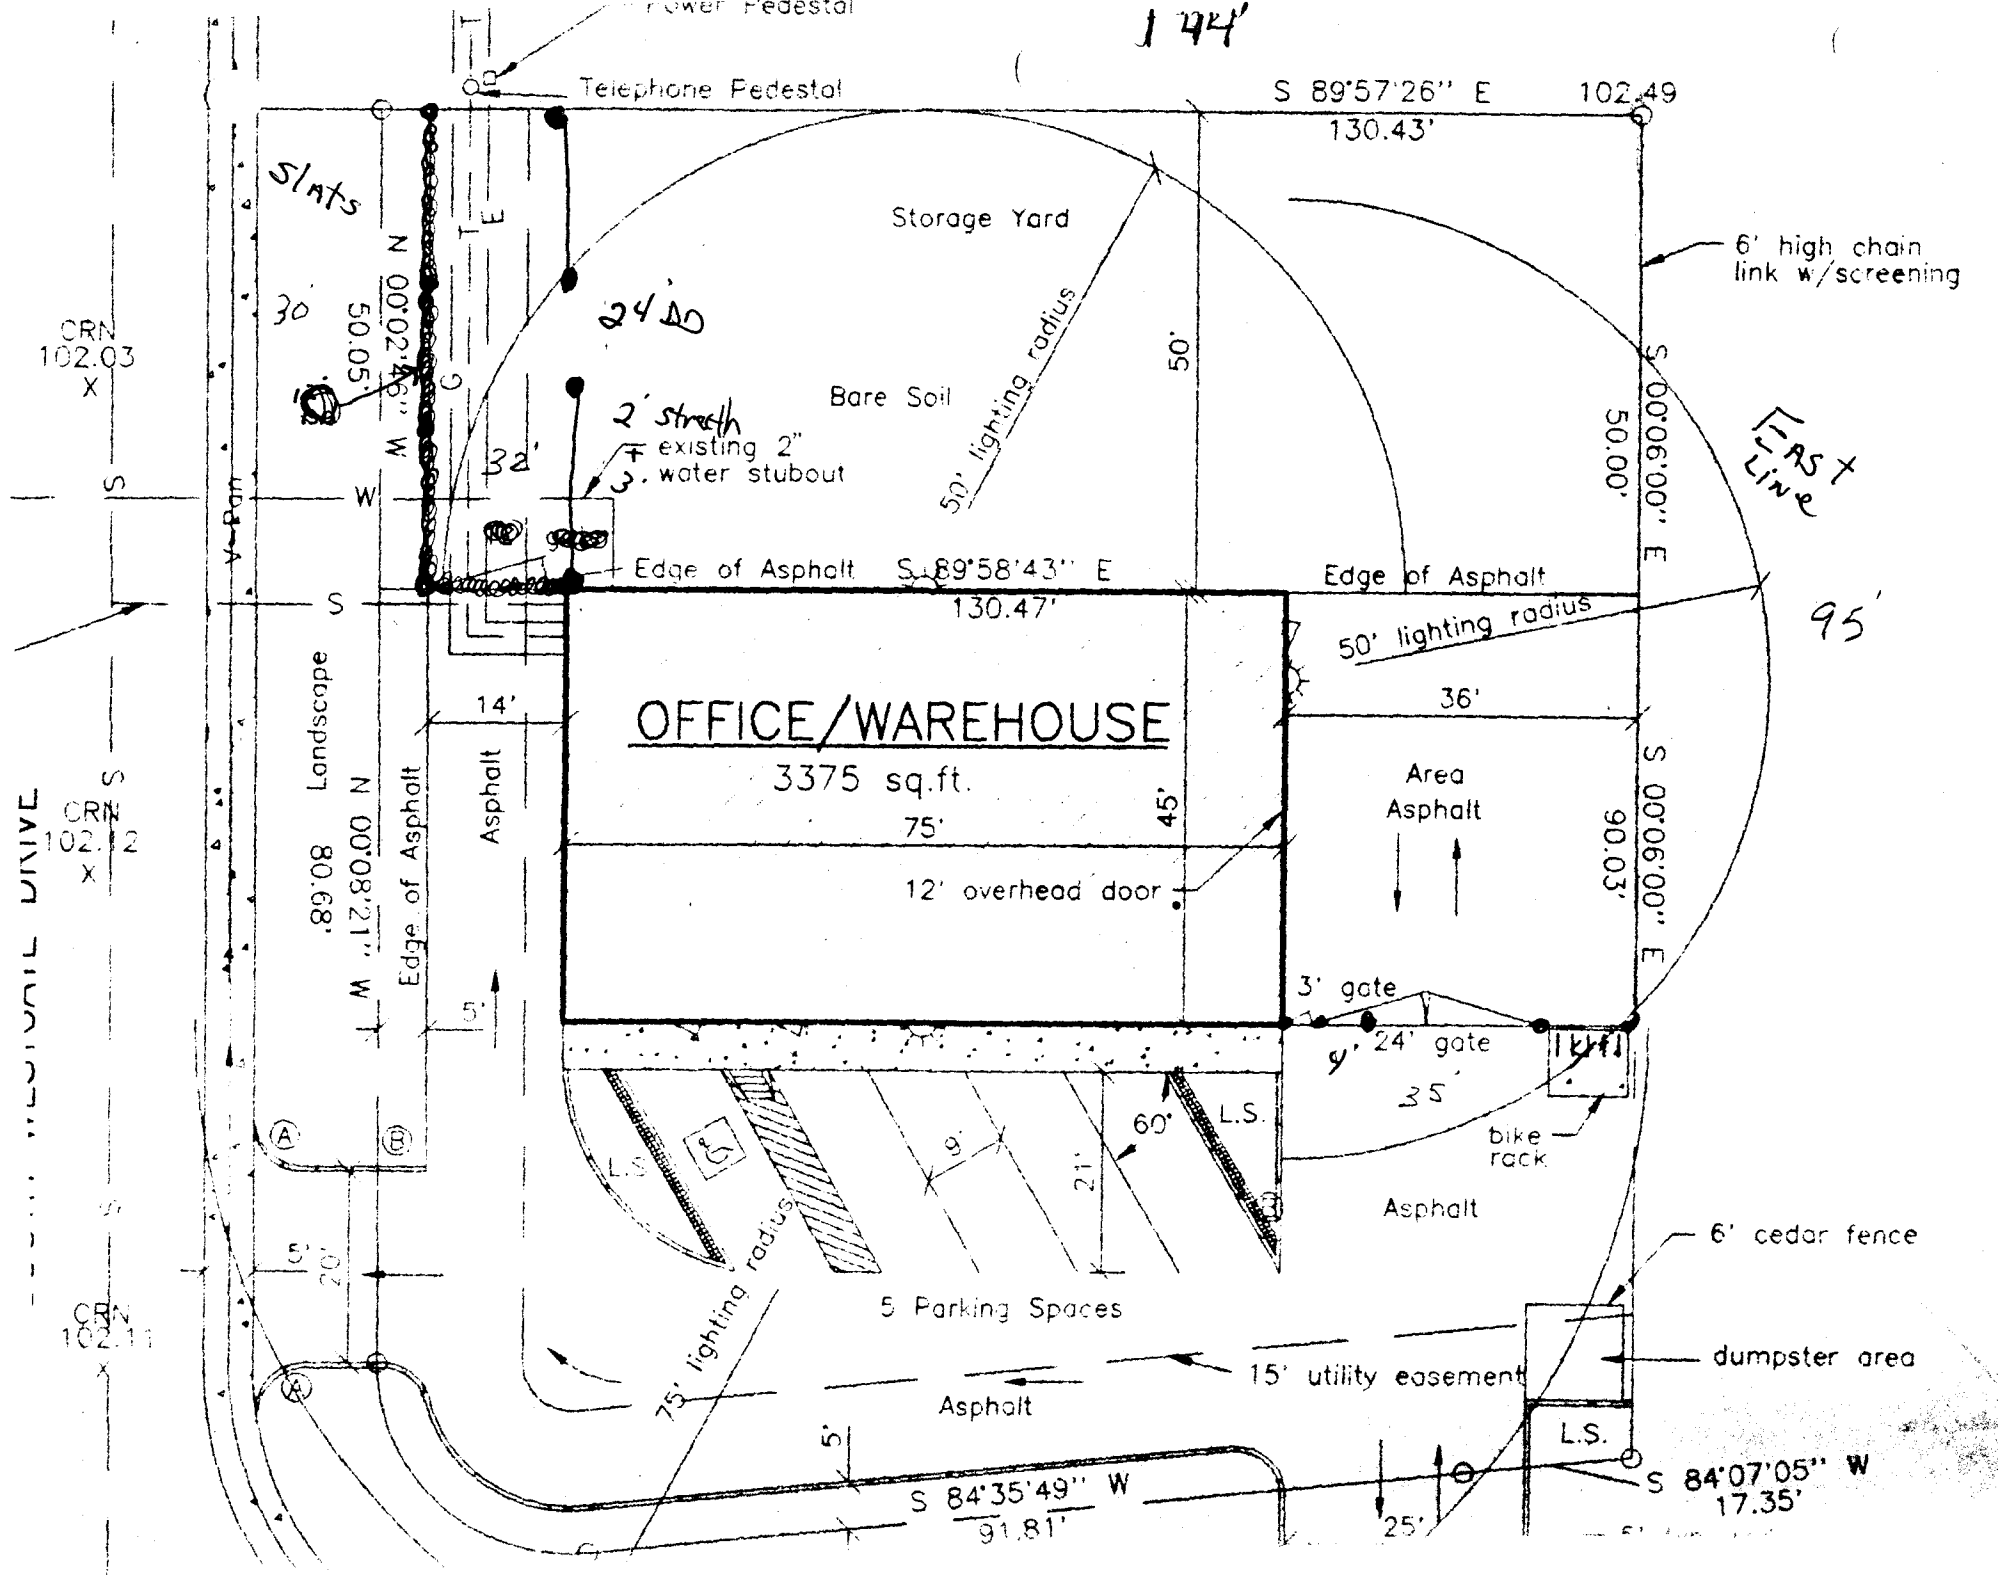 Power Pedestal
144'
Telephone Pedestal
S 89°57'26" E
102.49
130.43'
Slats
Storage Yard
6' high chain
link w/screening
N 00°02'46" W
50.05'
T
E
T
G
30'
24' DD
50' lighting radius
50'
CRN
102.03
X
Bare Soil
2' stretch
existing 2"
3.
water stubout
32'
S 00°06'00" E
50.00'
EAST
Line
S
W
V-Pan
Edge of Asphalt
S 89°58'43" E
130.47'
Edge of Asphalt
50' lighting radius
95'
S
Landscape
14'
OFFICE/WAREHOUSE
3375 sq.ft.
36'
Area
Asphalt
75'
45'
12' overhead door
Asphalt
Edge of Asphalt
N 00°08'21" W
80.68'
S 00°06'00" E
90.03'
S
DRIVE
CRN
102.12
X
5'
3' gate
24' gate
4'
35'
bike
rack
A
B
L.S.
9'
60°
21'
L.S.
Asphalt
S
5'
20'
6' cedar fence
CRN
102.11
X
5 Parking Spaces
75' lighting radius
15' utility easement
dumpster area
A
Asphalt
L.S.
5'
S 84°35'49" W
91.81'
S 84°07'05" W
17.35'
25'